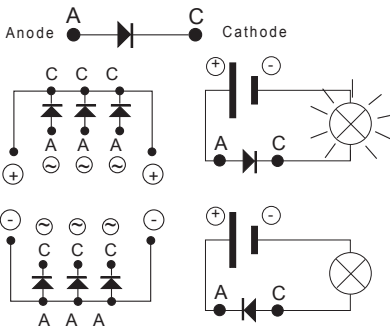 Anode A C Cathode
C C C
+ -
A A A
~ ~ ~
+ +
A C
- ~ ~ ~ -
C C C
+ -
A C
A A A